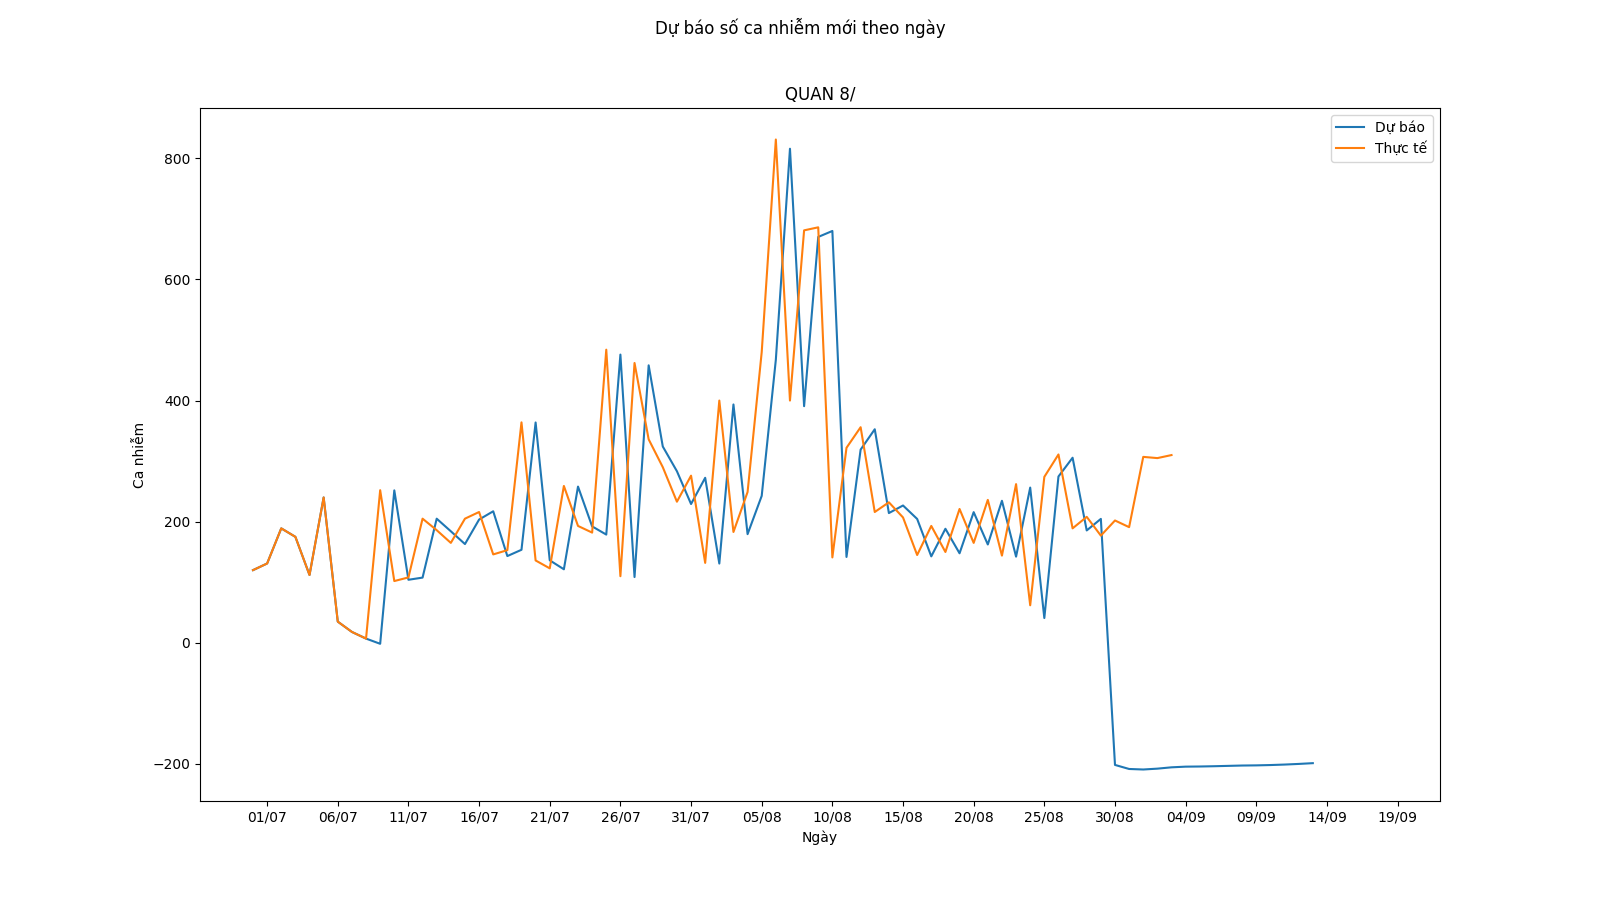 Dự báo số ca nhiễm mới theo ngày
QUAN 8/
Dự báo
Thực tế
800
600
400
200
0
−200
Ca nhiễm
01/07 06/07 11/07 16/07 21/07 26/07 31/07 05/08 10/08 15/08 20/08 25/08 30/08 04/09 09/09 14/09 19/09
Ngày